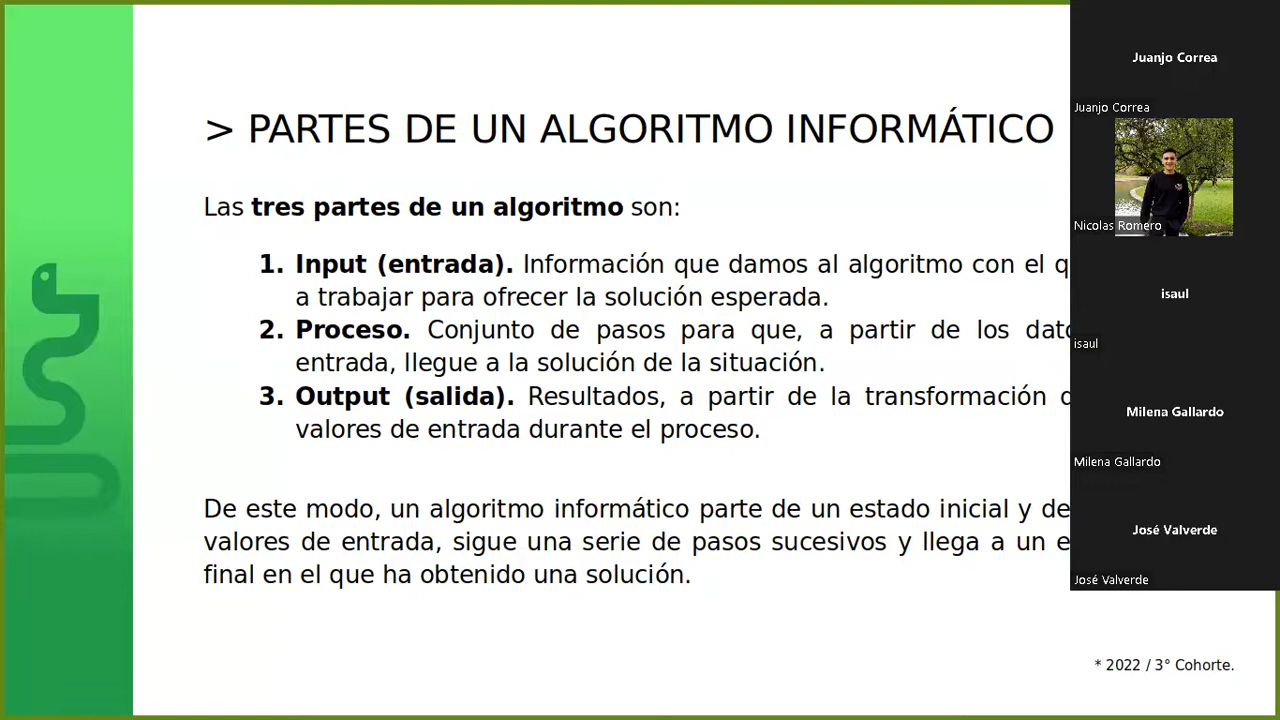 > PARTES DE UN ALGORITMO INFORMÁTICO
Las tres partes de un algoritmo son:
1. Input (entrada). Información que damos al algoritmo con el
a trabajar para ofrecer la solución esperada.
2. Proceso. Conjunto de pasos para que, a partir de los
entrada, llegue a la solución de la situación.
3. Output (salida). Resultados, a partir de la transformación
valores de entrada durante el proceso.
De este modo, un algoritmo informático parte de un estado inicial y
valores de entrada, sigue una serie de pasos sucesivos y llega a un
final en el que ha obtenido una solución.
* 2022 / 3° Cohorte.
Juanjo Correa
Juanjo Correa
Nicolas Romero
isaul
isaul
Milena Gallardo
Milena Gallardo
José Valverde
José Valverde